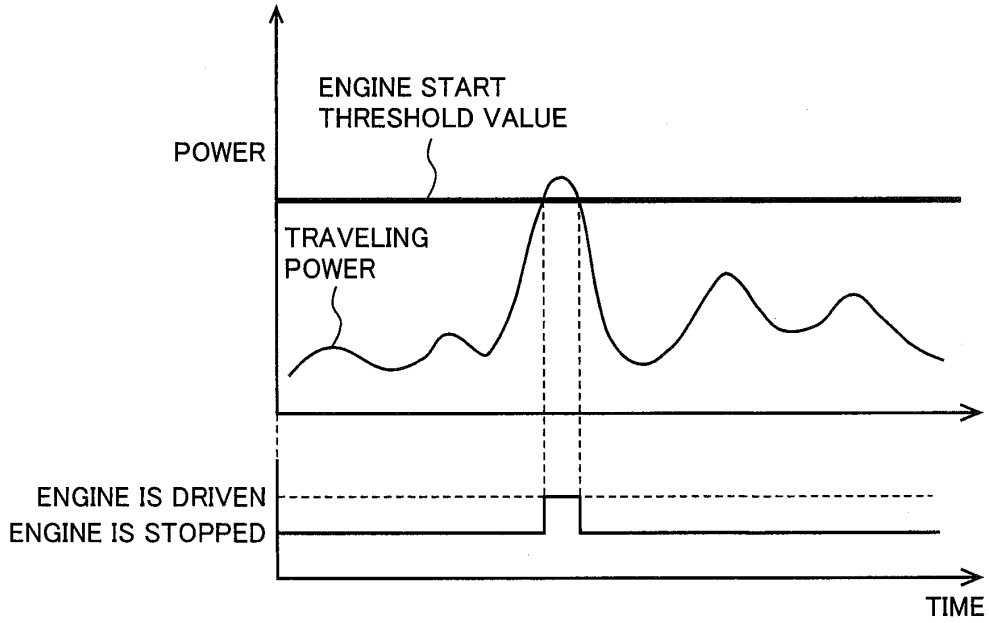 ENGINE START
THRESHOLD VALUE
POWER
TRAVELING
POWER
ENGINE IS DRIVEN
ENGINE IS STOPPED
TIME